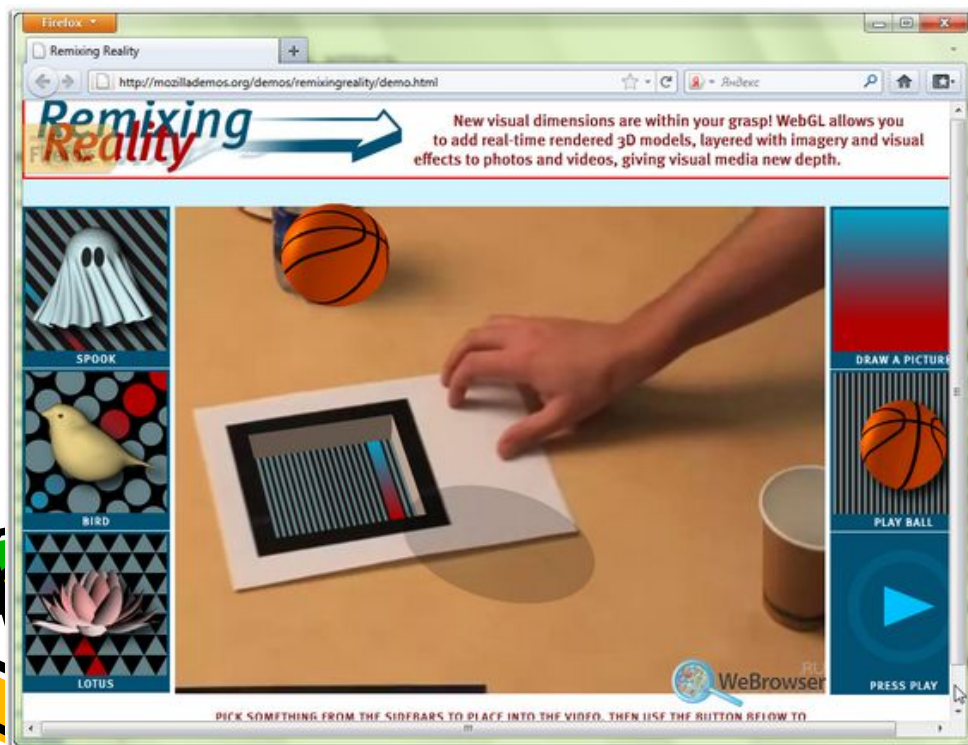 Firefox
Remixing Reality
http://mozillademos.org/demos/remixingreality/demo.html
Яндекс
Remixing
Reality
Firefox
New visual dimensions are within your grasp! WebGL allows you
to add real-time rendered 3D models, layered with imagery and visual
effects to photos and videos, giving visual media new depth.
SPOOK
DRAW A PICTURE
BIRD
PLAY BALL
LOTUS
PRESS PLAY
RU
WeBrowser
PICK SOMETHING FROM THE SIDEBARS TO PLACE INTO THE VIDEO. THEN USE THE BUTTON BELOW TO